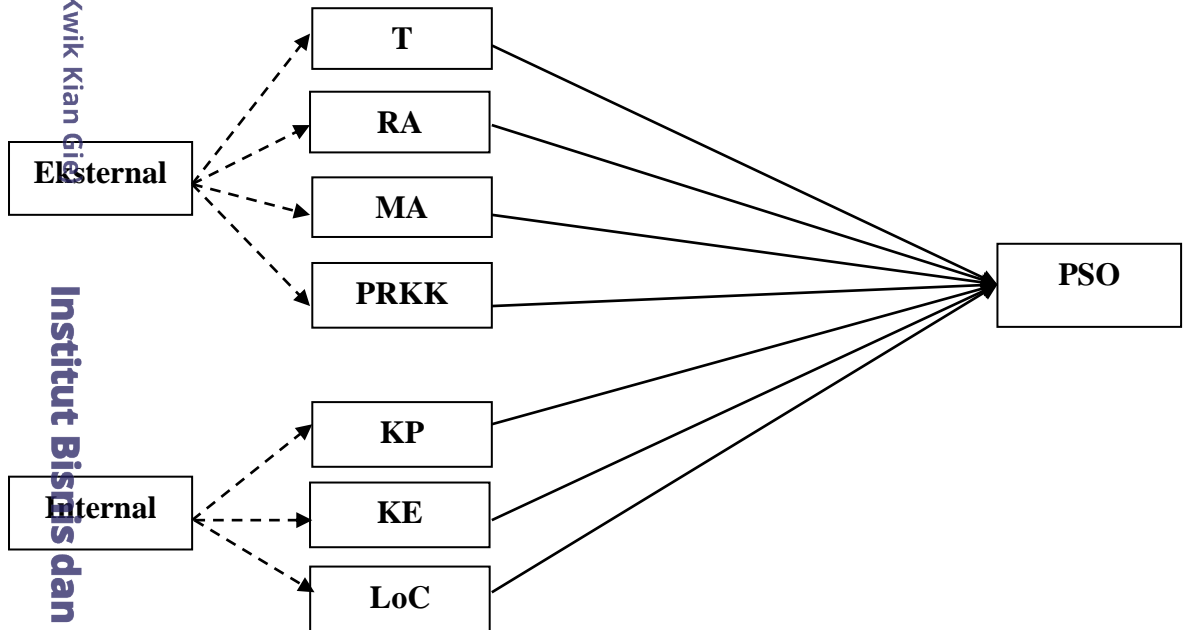 Kwik Kian Gie)
Institut Bisnis dan
Eksternal
T
RA
MA
PRKK
Internal
KP
KE
LoC
PSO